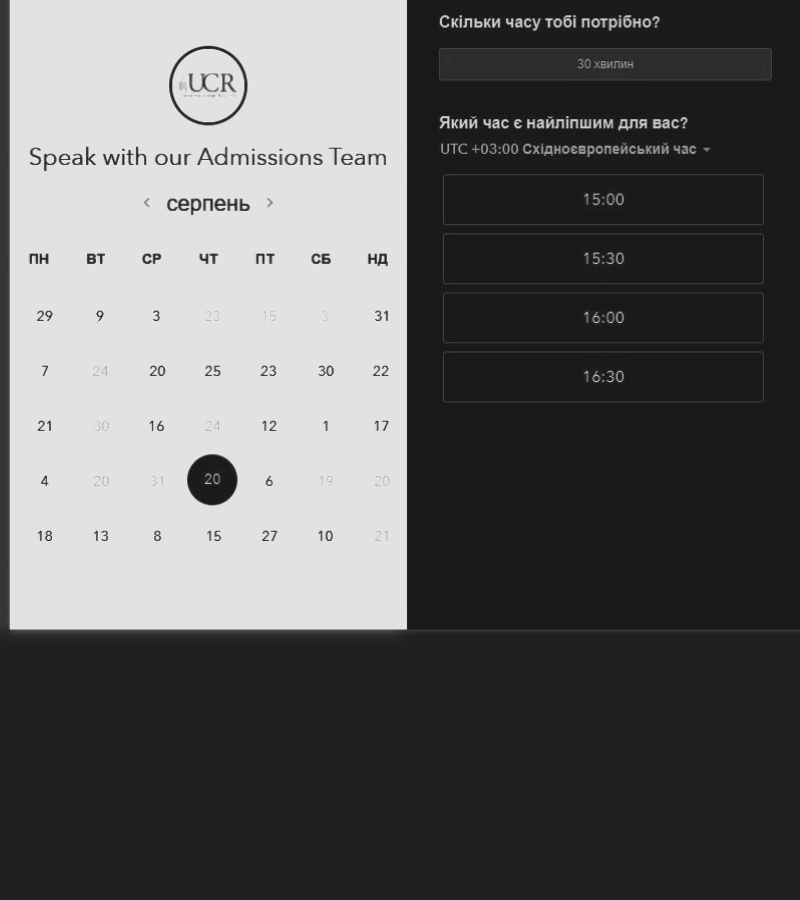 UCR
Speak with our Admissions Team
< серпень >
ПН ВТ СР ЧТ ПТ СБ НД
29 9 3 23 15 3 31
7 24 20 25 23 30 22
21 30 16 24 12 1 17
4 20 31 20 6 19 20
18 13 8 15 27 10 21
Скільки часу тобі потрібно?
30 хвилин
Який час є найліпшим для вас?
UTC +03:00 Східноєвропейський час
15:00
15:30
16:00
16:30